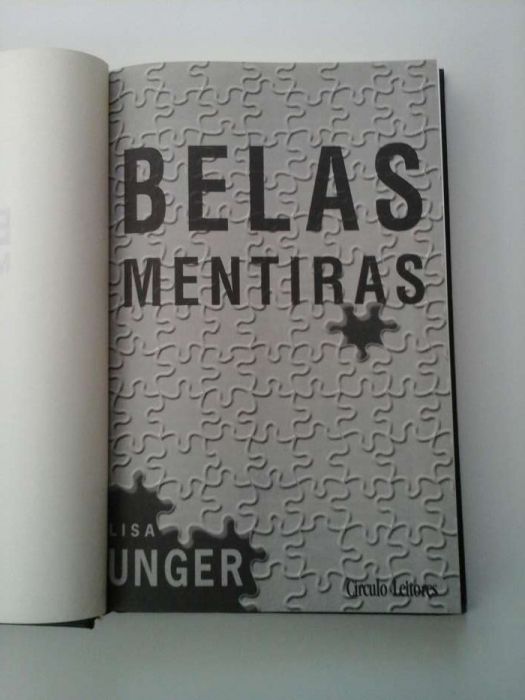 BELAS
MENTIRAS
LISA
UNGER
Círculo Leitores